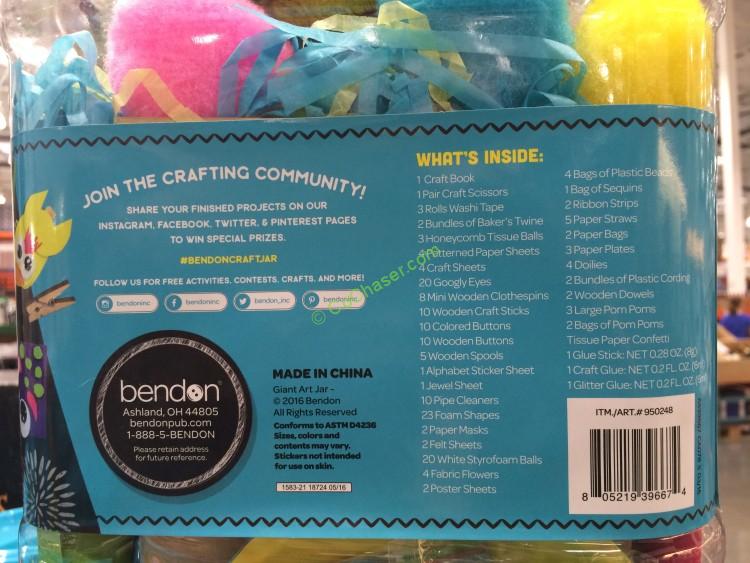 JOIN THE CRAFTING COMMUNITY!
SHARE YOUR FINISHED PROJECTS ON OUR
INSTAGRAM, FACEBOOK, TWITTER, & PINTEREST PAGES
TO WIN SPECIAL PRIZES.
#BENDONCRAFTJAR
FOLLOW US FOR FREE ACTIVITIES, CONTESTS, CRAFTS, AND MORE!
bendoninc
bendoninc
bendon_inc
bendoninc
bendon
Ashland, OH 44805
bendonpub.com
1-888-5-BENDON
Please retain address
for future reference.
MADE IN CHINA
Giant Art Jar -
© 2016 Bendon
All Rights Reserved
Conforms to ASTM D4236
Sizes, colors and
contents may vary.
Stickers not intended
for use on skin.
1583-21 18724 05/16
WHAT'S INSIDE:
1 Craft Book
1 Pair Craft Scissors
3 Rolls Washi Tape
2 Bundles of Baker's Twine
3 Honeycomb Tissue Balls
Patterned Paper Sheets
4 Craft Sheets
20 Googly Eyes
8 Mini Wooden Clothespins
10 Wooden Craft Sticks
10 Colored Buttons
10 Wooden Buttons
5 Wooden Spools
1 Alphabet Sticker Sheet
1 Jewel Sheet
10 Pipe Cleaners
23 Foam Shapes
2 Paper Masks
2 Felt Sheets
20 White Styrofoam Balls
4 Fabric Flowers
2 Poster Sheets
4 Bags of Plastic Beads
1 Bag of Sequins
2 Ribbon Strips
5 Paper Straws
2 Paper Bags
3 Paper Plates
4 Doilies
2 Bundles of Plastic Cording
2 Wooden Dowels
3 Large Pom Poms
2 Bags of Pom Poms
Tissue Paper Confetti
1 Glue Stick: NET 0.28 OZ. (8g)
1 Craft Glue: NET 0.2 FL. OZ.
1 Glitter Glue: NET 0.2 FL. OZ.
ITM./ART.# 950248
8 05219 39667 4